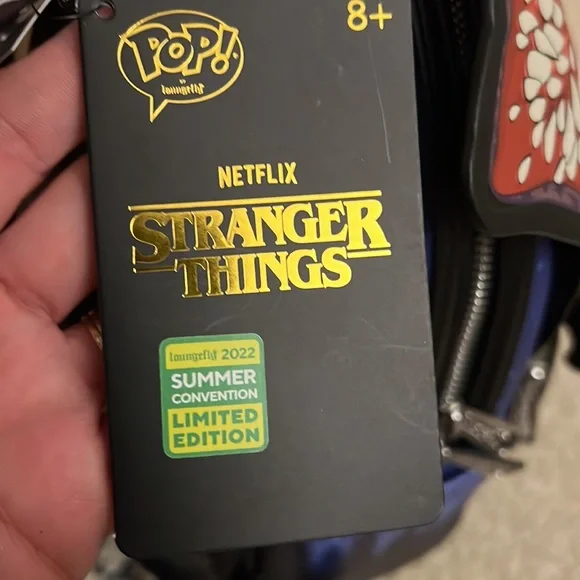 8+
POP!
BY
Loungefly
NETFLIX
STRANGER
THINGS
Loungefly 2022
SUMMER
CONVENTION
LIMITED
EDITION